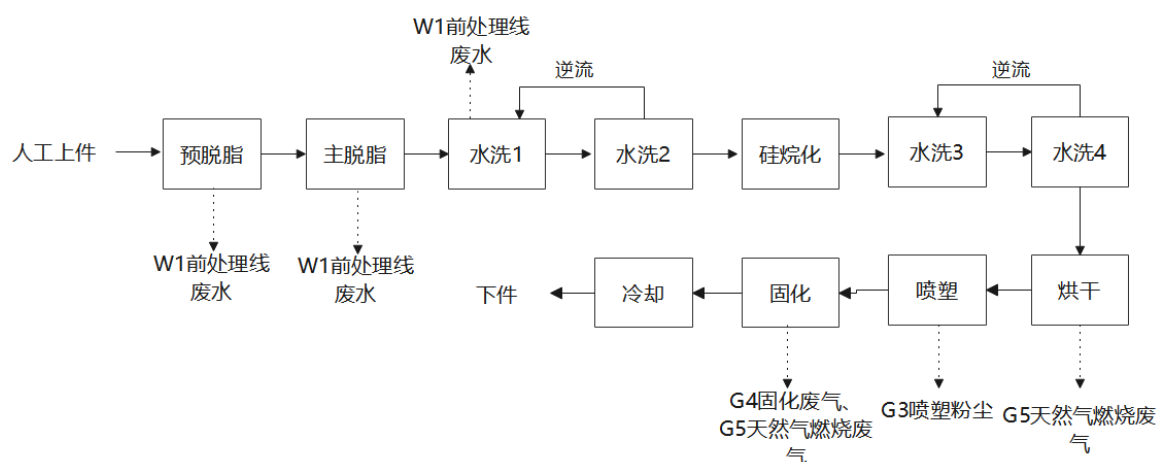 W1前处理线
废水
逆流
逆流
人工上件
预脱脂
主脱脂
水洗1
水洗2
硅烷化
水洗3
水洗4
W1前处理线
废水
W1前处理线
废水
下件
冷却
固化
喷塑
烘干
G4固化废气、
G5天然气燃烧废
气
G3喷塑粉尘
G5天然气燃烧废
气